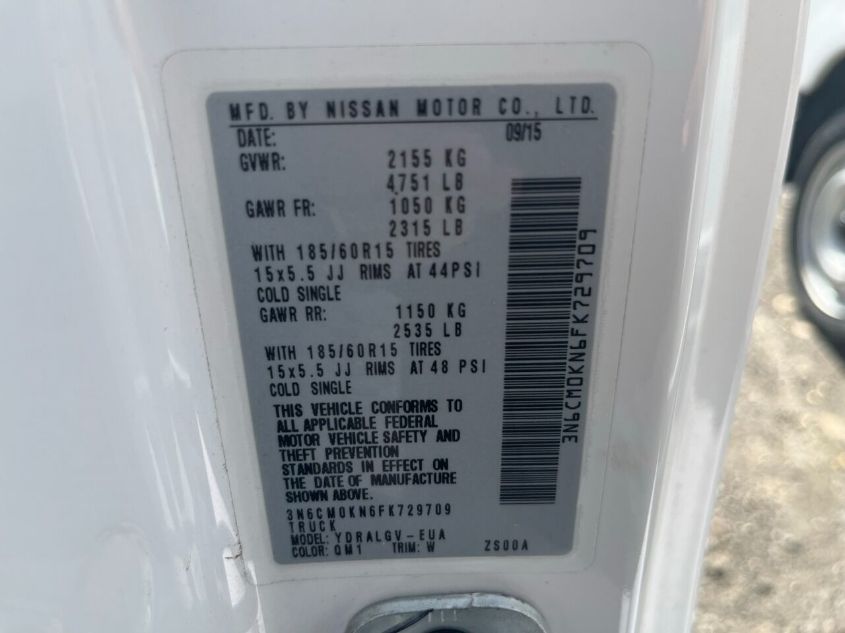 MFD. BY NISSAN MOTOR CO., LTD.
DATE: 09/15
GVWR: 2155 KG
4,751 LB
GAWR FR: 1050 KG
2315 LB
WITH 185/60R15 TIRES
15x5.5 JJ RIMS AT 44PSI
COLD SINGLE
GAWR RR: 1150 KG
2535 LB
WITH 185/60R15 TIRES
15x5.5 JJ RIMS AT 48 PSI
COLD SINGLE
THIS VEHICLE CONFORMS TO
ALL APPLICABLE FEDERAL
MOTOR VEHICLE SAFETY AND
THEFT PREVENTION
STANDARDS IN EFFECT ON
THE DATE OF MANUFACTURE
SHOWN ABOVE.
3N6CM0KN6FK729709
TRUCK
MODEL: YDRALGV-EUA
COLOR: QM1 TRIM: W ZS00A
3N6CM0KN6FK729709